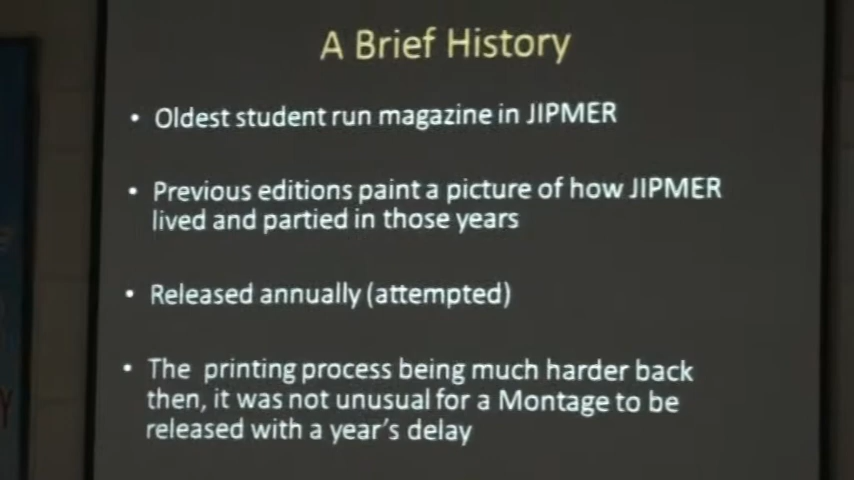 A Brief History
• Oldest student run magazine in JIPMER
• Previous editions paint a picture of how JIPMER
lived and partied in those years
• Released annually (attempted)
• The printing process being much harder back
then, it was not unusual for a Montage to be
released with a year's delay